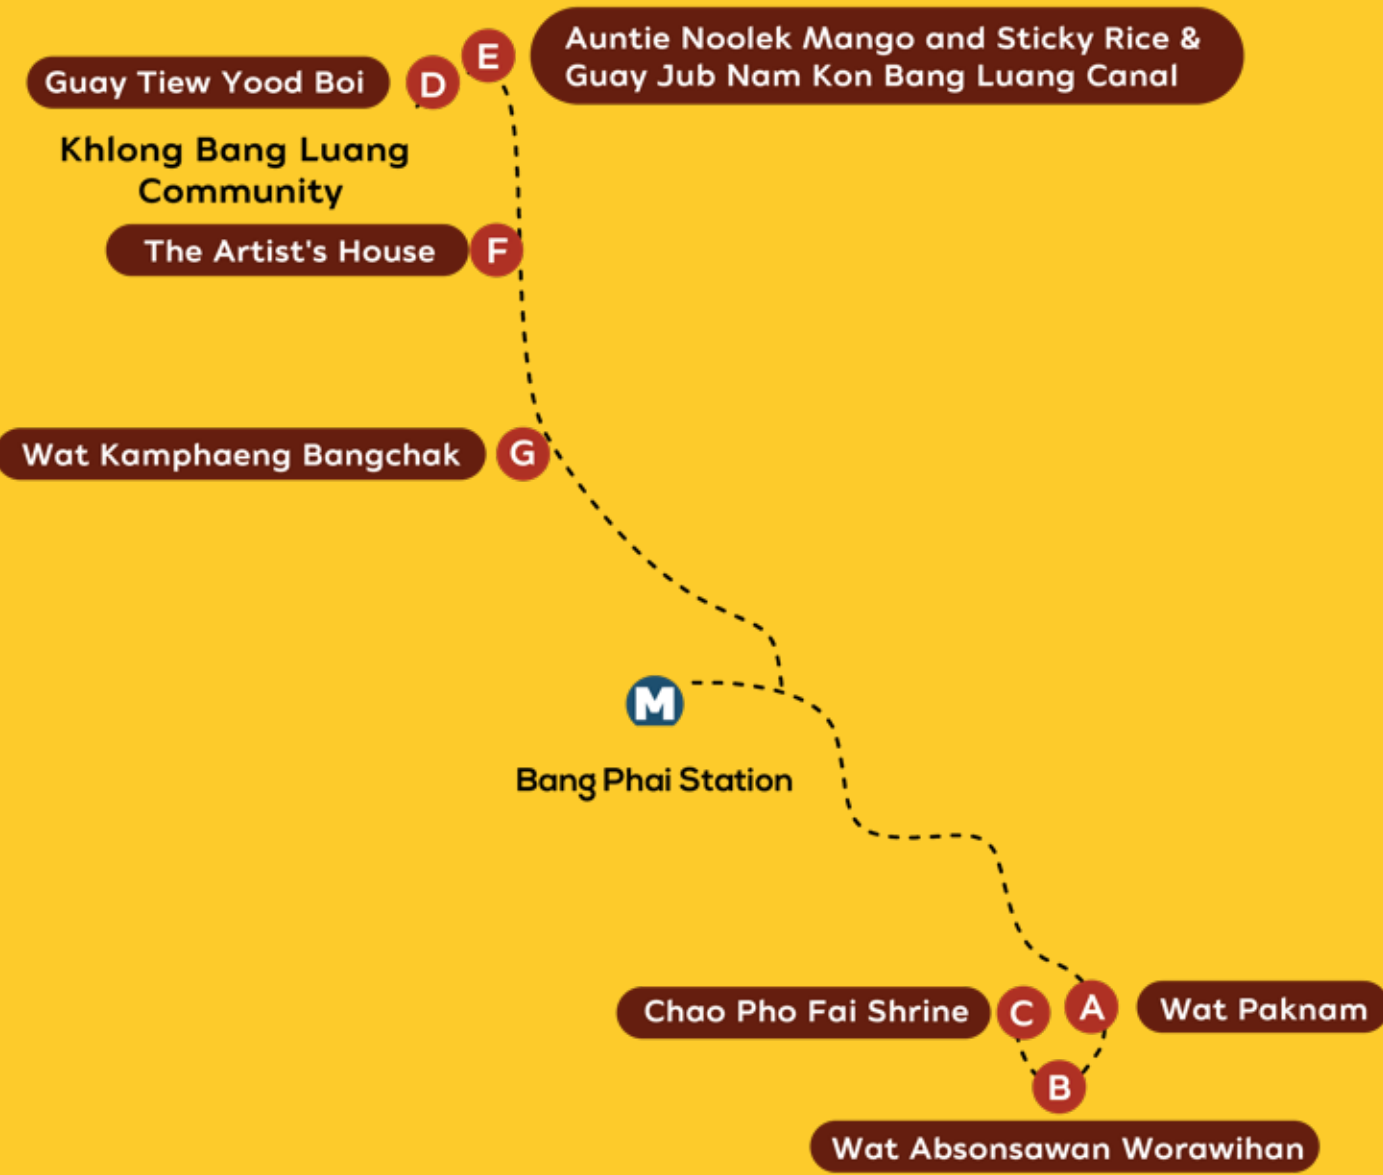 Auntie Noolek Mango and Sticky Rice &
Guay Jub Nam Kon Bang Luang Canal
E
Guay Tiew Yood Boi
D
Khlong Bang Luang
Community
The Artist's House
F
Wat Kamphaeng Bangchak
G
M
Bang Phai Station
Chao Pho Fai Shrine
C
A
Wat Paknam
B
Wat Absonsawan Worawihan